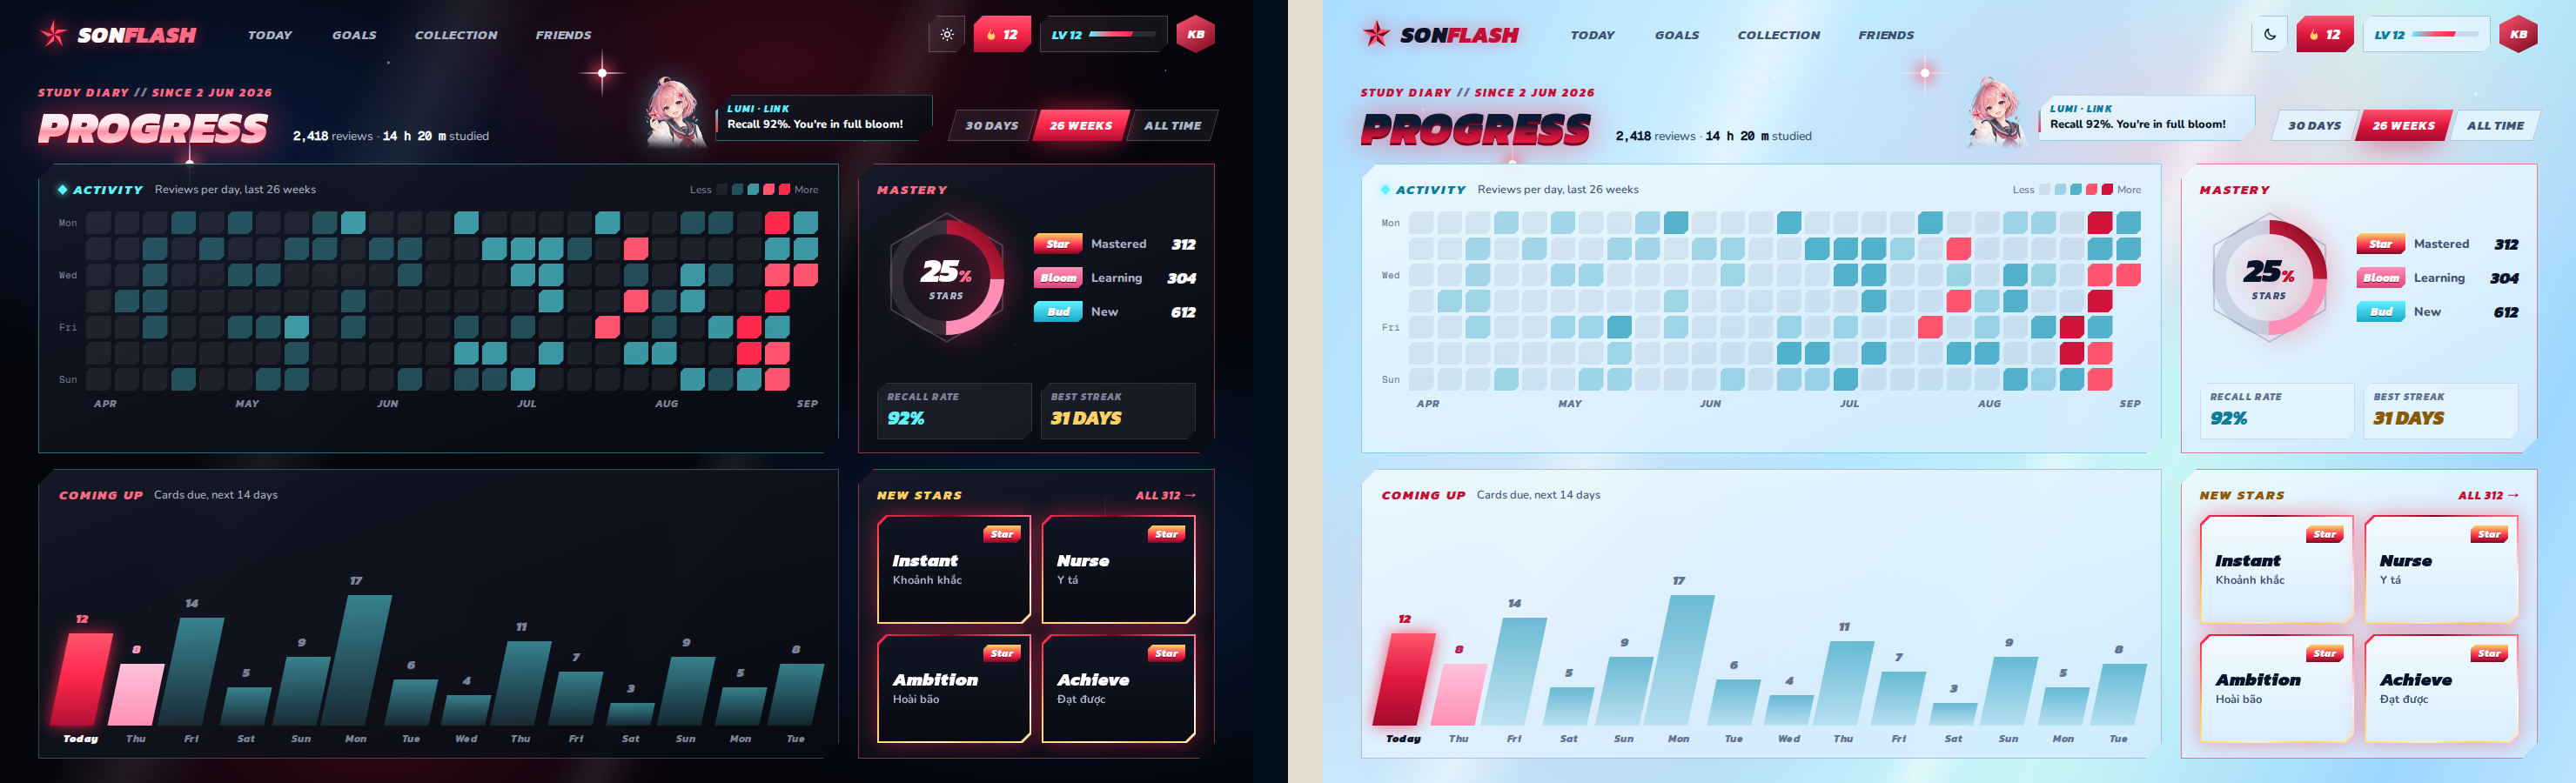 SONFLASH
TODAY GOALS COLLECTION FRIENDS
12
LV 12
KB
STUDY DIARY // SINCE 2 JUN 2026
PROGRESS
2,418 reviews · 14 h 20 m studied
LUMI · LINK
Recall 92%. You're in full bloom!
30 DAYS 26 WEEKS ALL TIME
ACTIVITY Reviews per day, last 26 weeks
Less More
Mon
Wed
Fri
Sun
APR MAY JUN JUL AUG SEP
MASTERY
25%
STARS
Star Mastered 312
Bloom Learning 304
Bud New 612
RECALL RATE
92%
BEST STREAK
31 DAYS
COMING UP Cards due, next 14 days
12 8 14 5 9 17 6 4 11 7 3 9 5 8
Today Thu Fri Sat Sun Mon Tue Wed Thu Fri Sat Sun Mon Tue
NEW STARS ALL 312 →
Star
Instant
Khoảnh khắc
Star
Nurse
Y tá
Star
Ambition
Hoài bão
Star
Achieve
Đạt được
SONFLASH
TODAY GOALS COLLECTION FRIENDS
12
LV 12
KB
STUDY DIARY // SINCE 2 JUN 2026
PROGRESS
2,418 reviews · 14 h 20 m studied
LUMI · LINK
Recall 92%. You're in full bloom!
30 DAYS 26 WEEKS ALL TIME
ACTIVITY Reviews per day, last 26 weeks
Less More
Mon
Wed
Fri
Sun
APR MAY JUN JUL AUG SEP
MASTERY
25%
STARS
Star Mastered 312
Bloom Learning 304
Bud New 612
RECALL RATE
92%
BEST STREAK
31 DAYS
COMING UP Cards due, next 14 days
12 8 14 5 9 17 6 4 11 7 3 9 5 8
Today Thu Fri Sat Sun Mon Tue Wed Thu Fri Sat Sun Mon Tue
NEW STARS ALL 312 →
Star
Instant
Khoảnh khắc
Star
Nurse
Y tá
Star
Ambition
Hoài bão
Star
Achieve
Đạt được